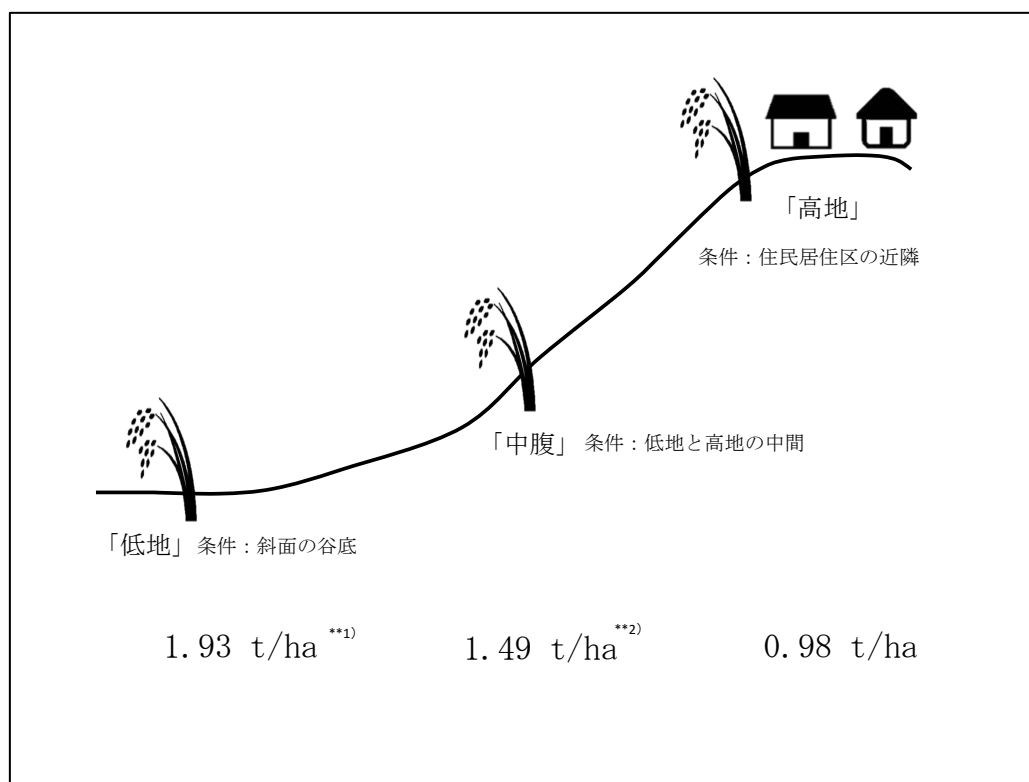 「高地」
条件：住民居住区の近隣
「中腹」 条件：低地と高地の中間
「低地」 条件：斜面の谷底
1.93 t/ha **1) 1.49 t/ha **2) 0.98 t/ha